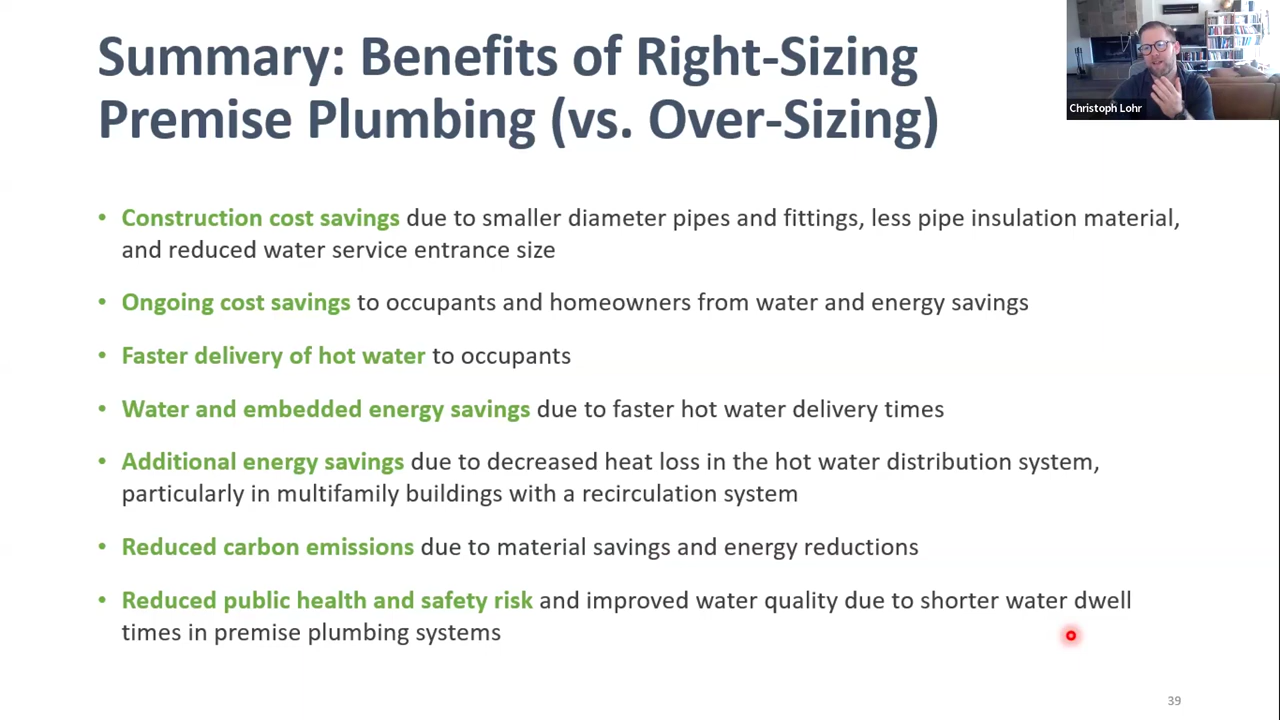 Summary: Benefits of Right-Sizing
Premise Plumbing (vs. Over-Sizing)
Christoph Lohr
• Construction cost savings due to smaller diameter pipes and fittings, less pipe insulation material,
and reduced water service entrance size
• Ongoing cost savings to occupants and homeowners from water and energy savings
• Faster delivery of hot water to occupants
• Water and embedded energy savings due to faster hot water delivery times
• Additional energy savings due to decreased heat loss in the hot water distribution system,
particularly in multifamily buildings with a recirculation system
• Reduced carbon emissions due to material savings and energy reductions
• Reduced public health and safety risk and improved water quality due to shorter water dwell
times in premise plumbing systems
39